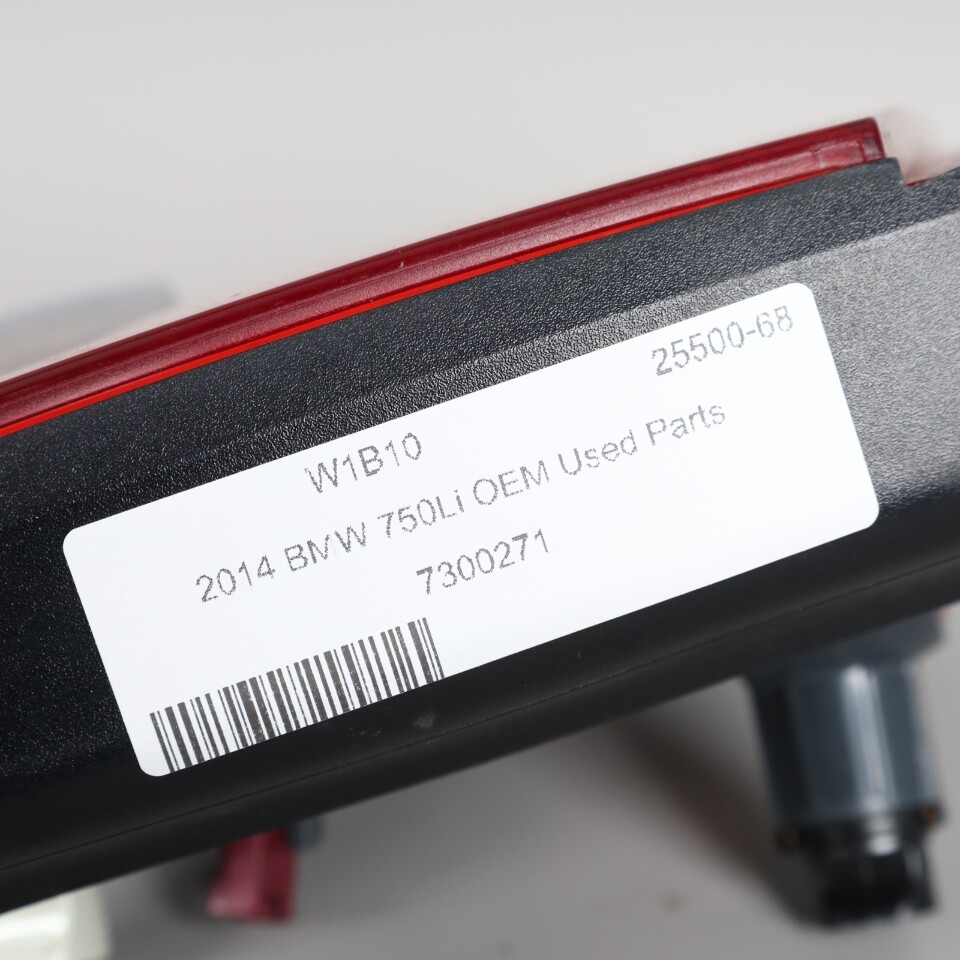 25500-68
W1B10
2014 BMW 750Li OEM Used Parts
7300271